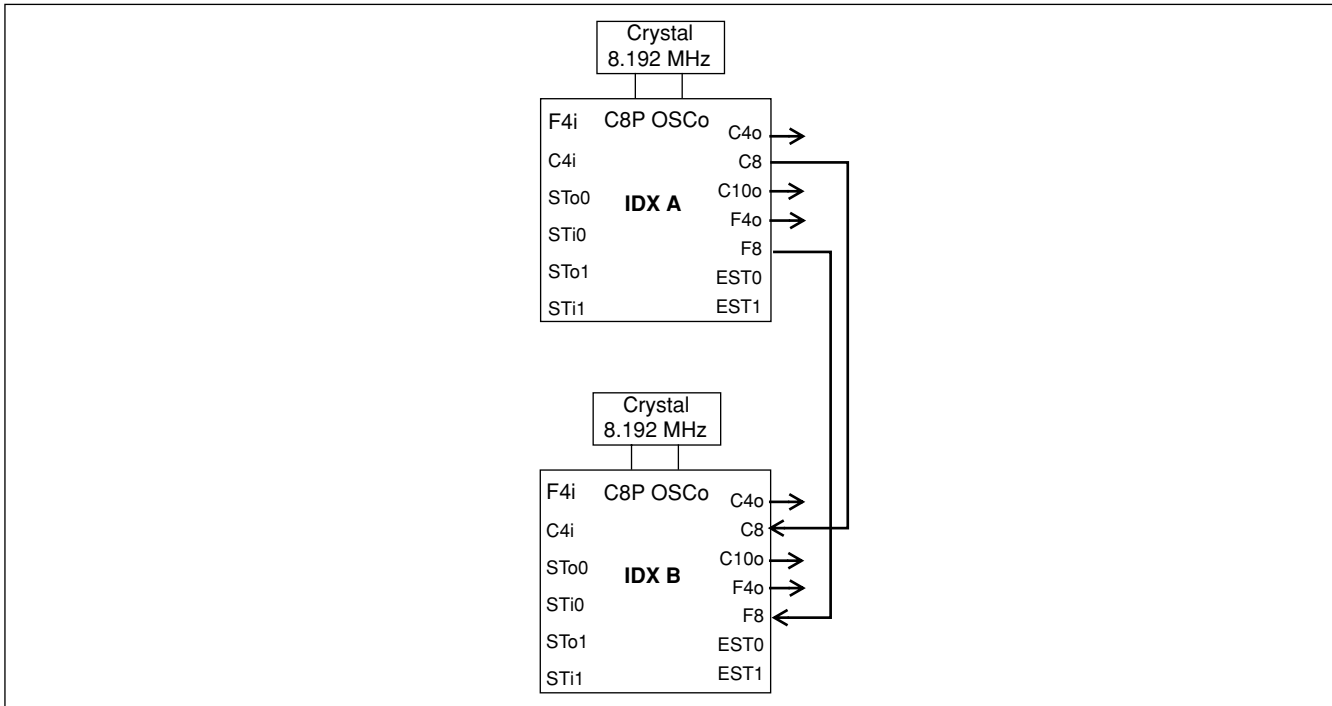 Crystal
8.192 MHz
F4i
C8P OSCo
C4o
C4i
C8
STo0
IDX A
C10o
STi0
F4o
F8
STo1
EST0
STi1
EST1
Crystal
8.192 MHz
F4i
C8P OSCo
C4o
C4i
C8
STo0
IDX B
C10o
STi0
F4o
F8
STo1
EST0
STi1
EST1